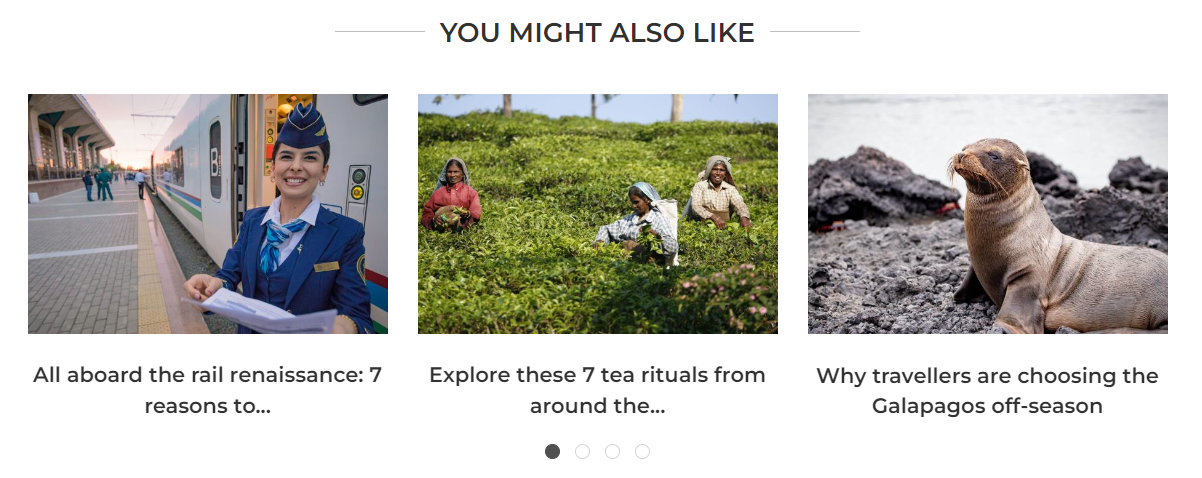 YOU MIGHT ALSO LIKE
All aboard the rail renaissance: 7
reasons to...
Explore these 7 tea rituals from
around the...
Why travellers are choosing the
Galapagos off-season